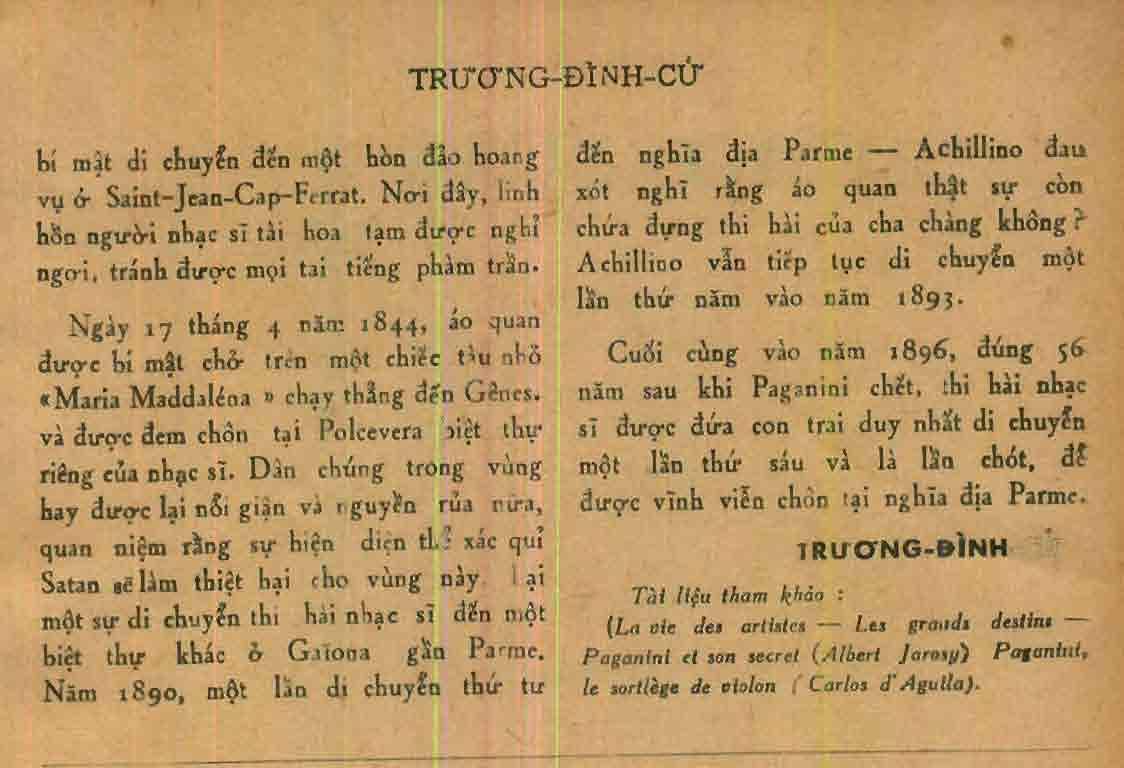 TRƯƠNG-ĐÌNH-CỬ
bí mật di chuyển đến một hòn đảo hoang
vụ ở Saint-Jean-Cap-Ferrat. Nơi đây, linh
hồn người nhạc sĩ tài hoa tạm được nghỉ
ngơi, tránh được mọi tai tiếng phàm trần.
Ngày 17 tháng 4 năm 1844, áo quan
được bí mật chở trên một chiếc tàu nhỏ
«Maria Maddaléna » chạy thẳng đến Gênes.
và được đem chôn tại Polcevera biệt thự
riêng của nhạc sĩ. Dân chúng trong vùng
hay được lại nổi giận và nguyền rủa nữa,
quan niệm rằng sự hiện diện thể xác quỉ
Satan sẽ làm thiệt hại cho vùng này Lại
một sự di chuyển thi hài nhạc sĩ đến một
biệt thự khác ở Gaïona gần Parme.
Năm 1890, một lần di chuyển thứ tư
đến nghĩa địa Parme — Achillino đau
xót nghĩ rằng áo quan thật sự còn
chứa đựng thi hài của cha chàng không ?
Achillino vẫn tiếp tục di chuyển một
lần thứ năm vào năm 1893.
Cuối cùng vào năm 1896, đúng 56
năm sau khi Paganini chết, thi hài nhạc
sĩ được đứa con trai duy nhất di chuyển
một lần thứ sáu và là lần chót, để
được vĩnh viễn chôn tại nghĩa địa Parme.
TRƯƠNG-ĐÌNH
Tài liệu tham khảo :
(La vie des artistes — Les grands destins —
Paganini et son secret (Albert Jarosy) Paganini,
le sortlège de violon ( Carlos d'Agulla).